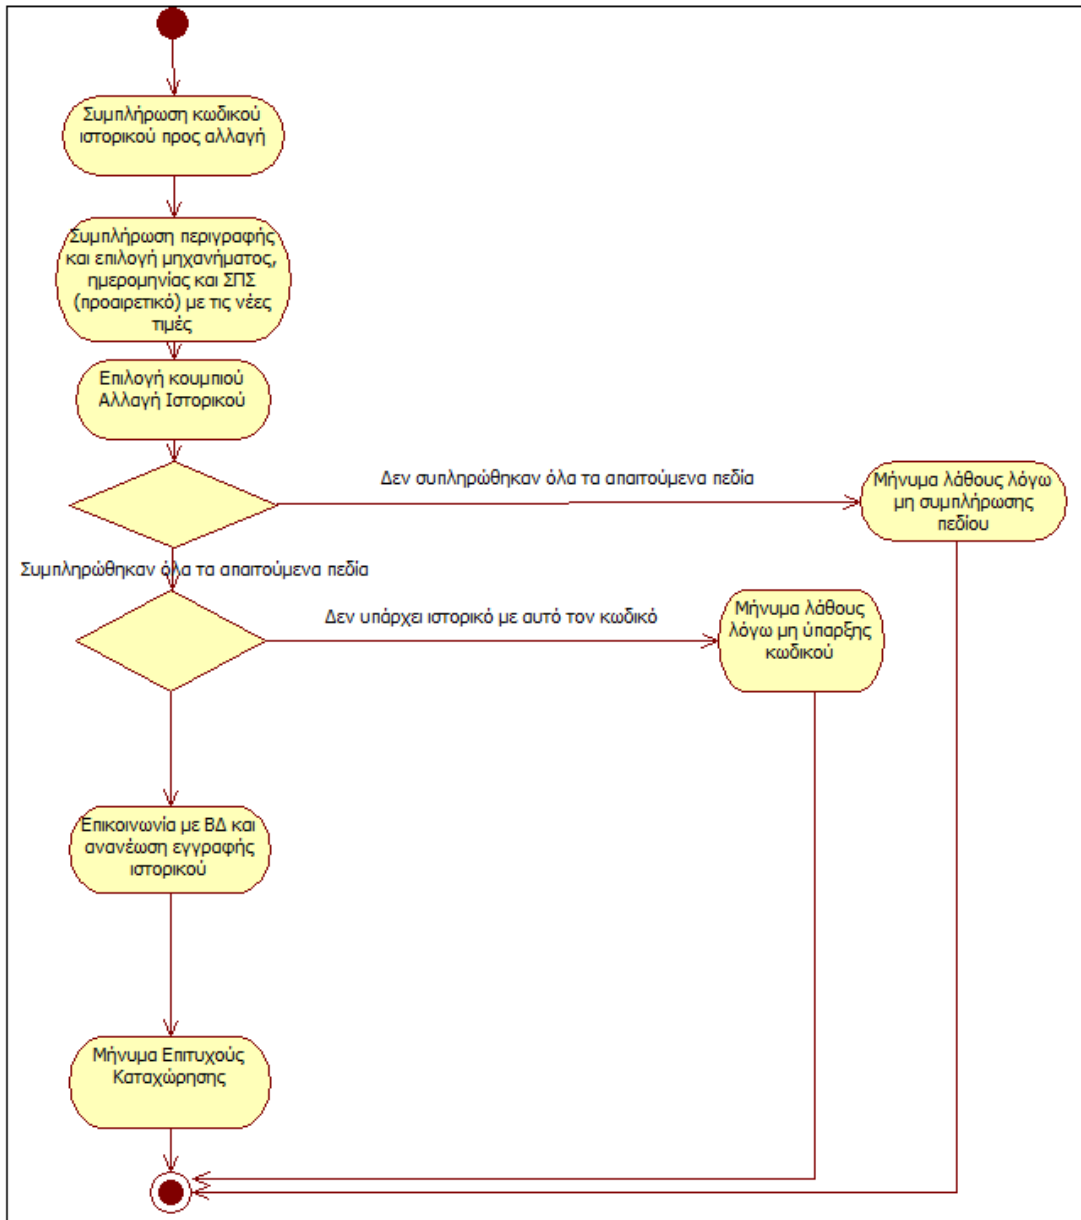 Συμπλήρωση κωδικού
ιστορικού προς αλλαγή
Συμπλήρωση περιγραφής
και επιλογή μηχανήματος,
ημερομηνίας και ΣΠΣ
(προαιρετικό) με τις νέες
τιμές
Επιλογή κουμπιού
Αλλαγή Ιστορικού
Δεν συπληρώθηκαν όλα τα απαιτούμενα πεδία
Μήνυμα λάθους λόγω
μη συμπλήρωσης
πεδίου
Συμπληρώθηκαν όλα τα απαιτούμενα πεδία
Δεν υπάρχει ιστορικό με αυτό τον κωδικό
Μήνυμα λάθους
λόγω μη ύπαρξης
κωδικού
Επικοινωνία με ΒΔ και
ανανέωση εγγραφής
ιστορικού
Μήνυμα Επιτυχούς
Καταχώρησης